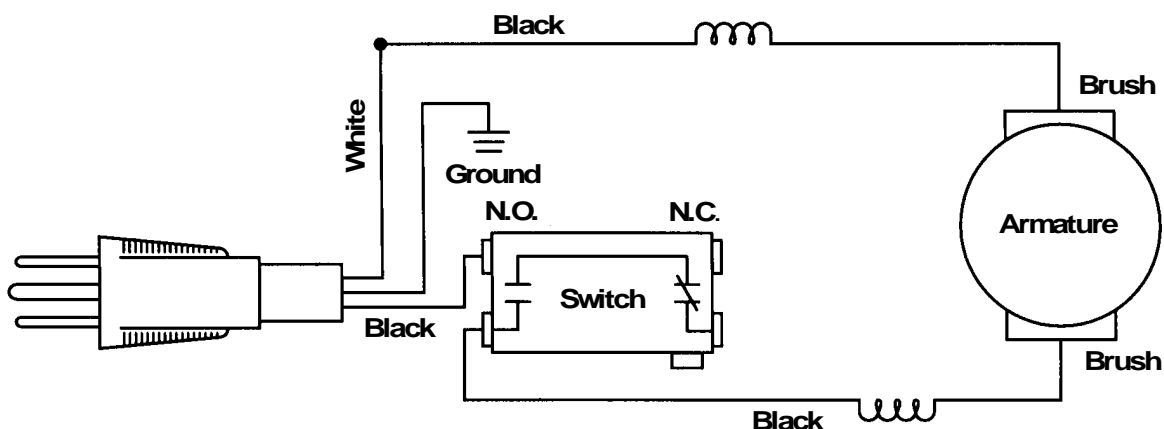 Black
Brush
White
Ground
N.O.
N.C.
Armature
Switch
Black
Brush
Black